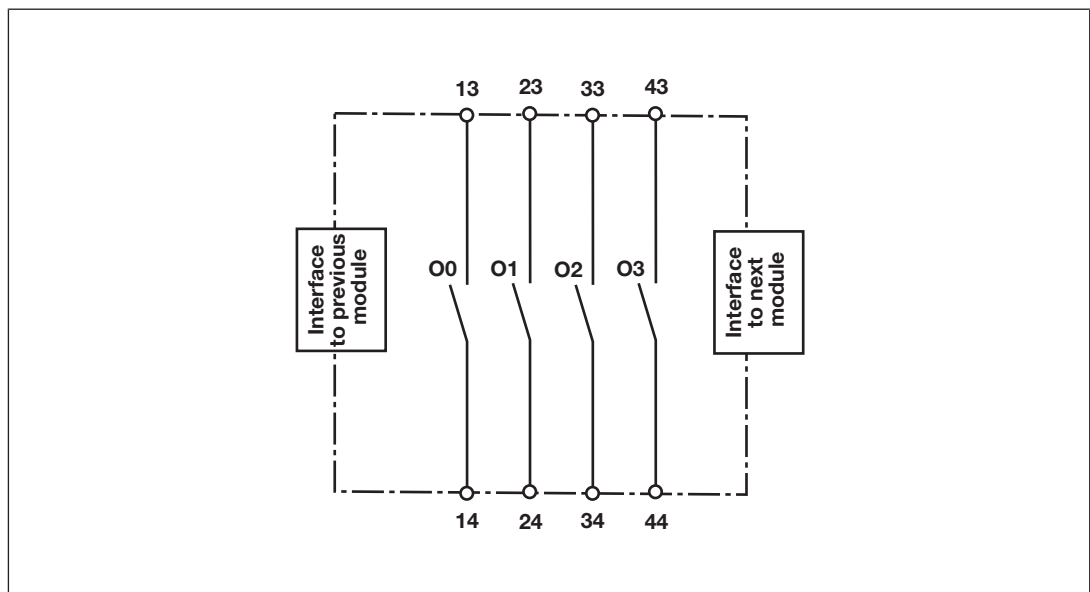 13 23 33 43
Interface
to previous
module
O0 O1 O2 O3
Interface
to next
module
14 24 34 44